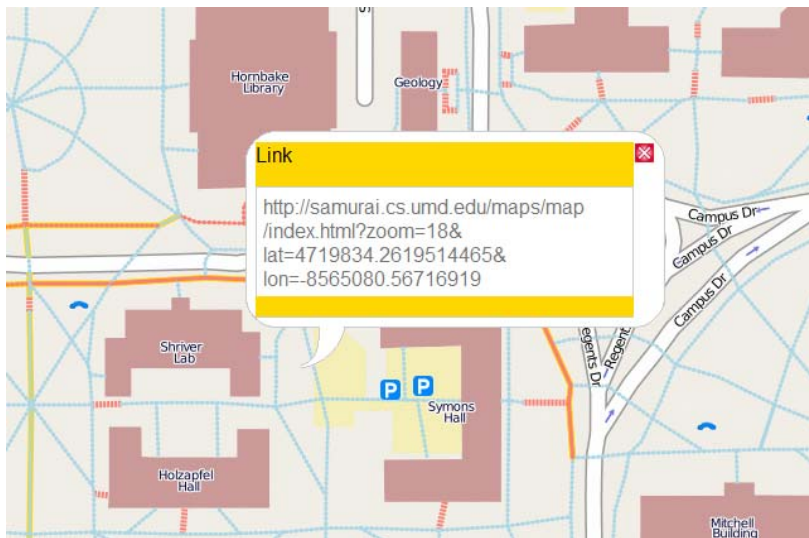 S
Hornbake
Library
Geology
Link
http://samurai.cs.umd.edu/maps/map
/index.html?zoom=18&
lat=4719834.2619514465&
lon=-8565080.56716919
Campus Dr
Campus Dr
Campus Dr
Regents Dr
Regents
Shriver
Lab
P
P
Symons
Hall
Holzapfel
Hall
Mitchell
Building